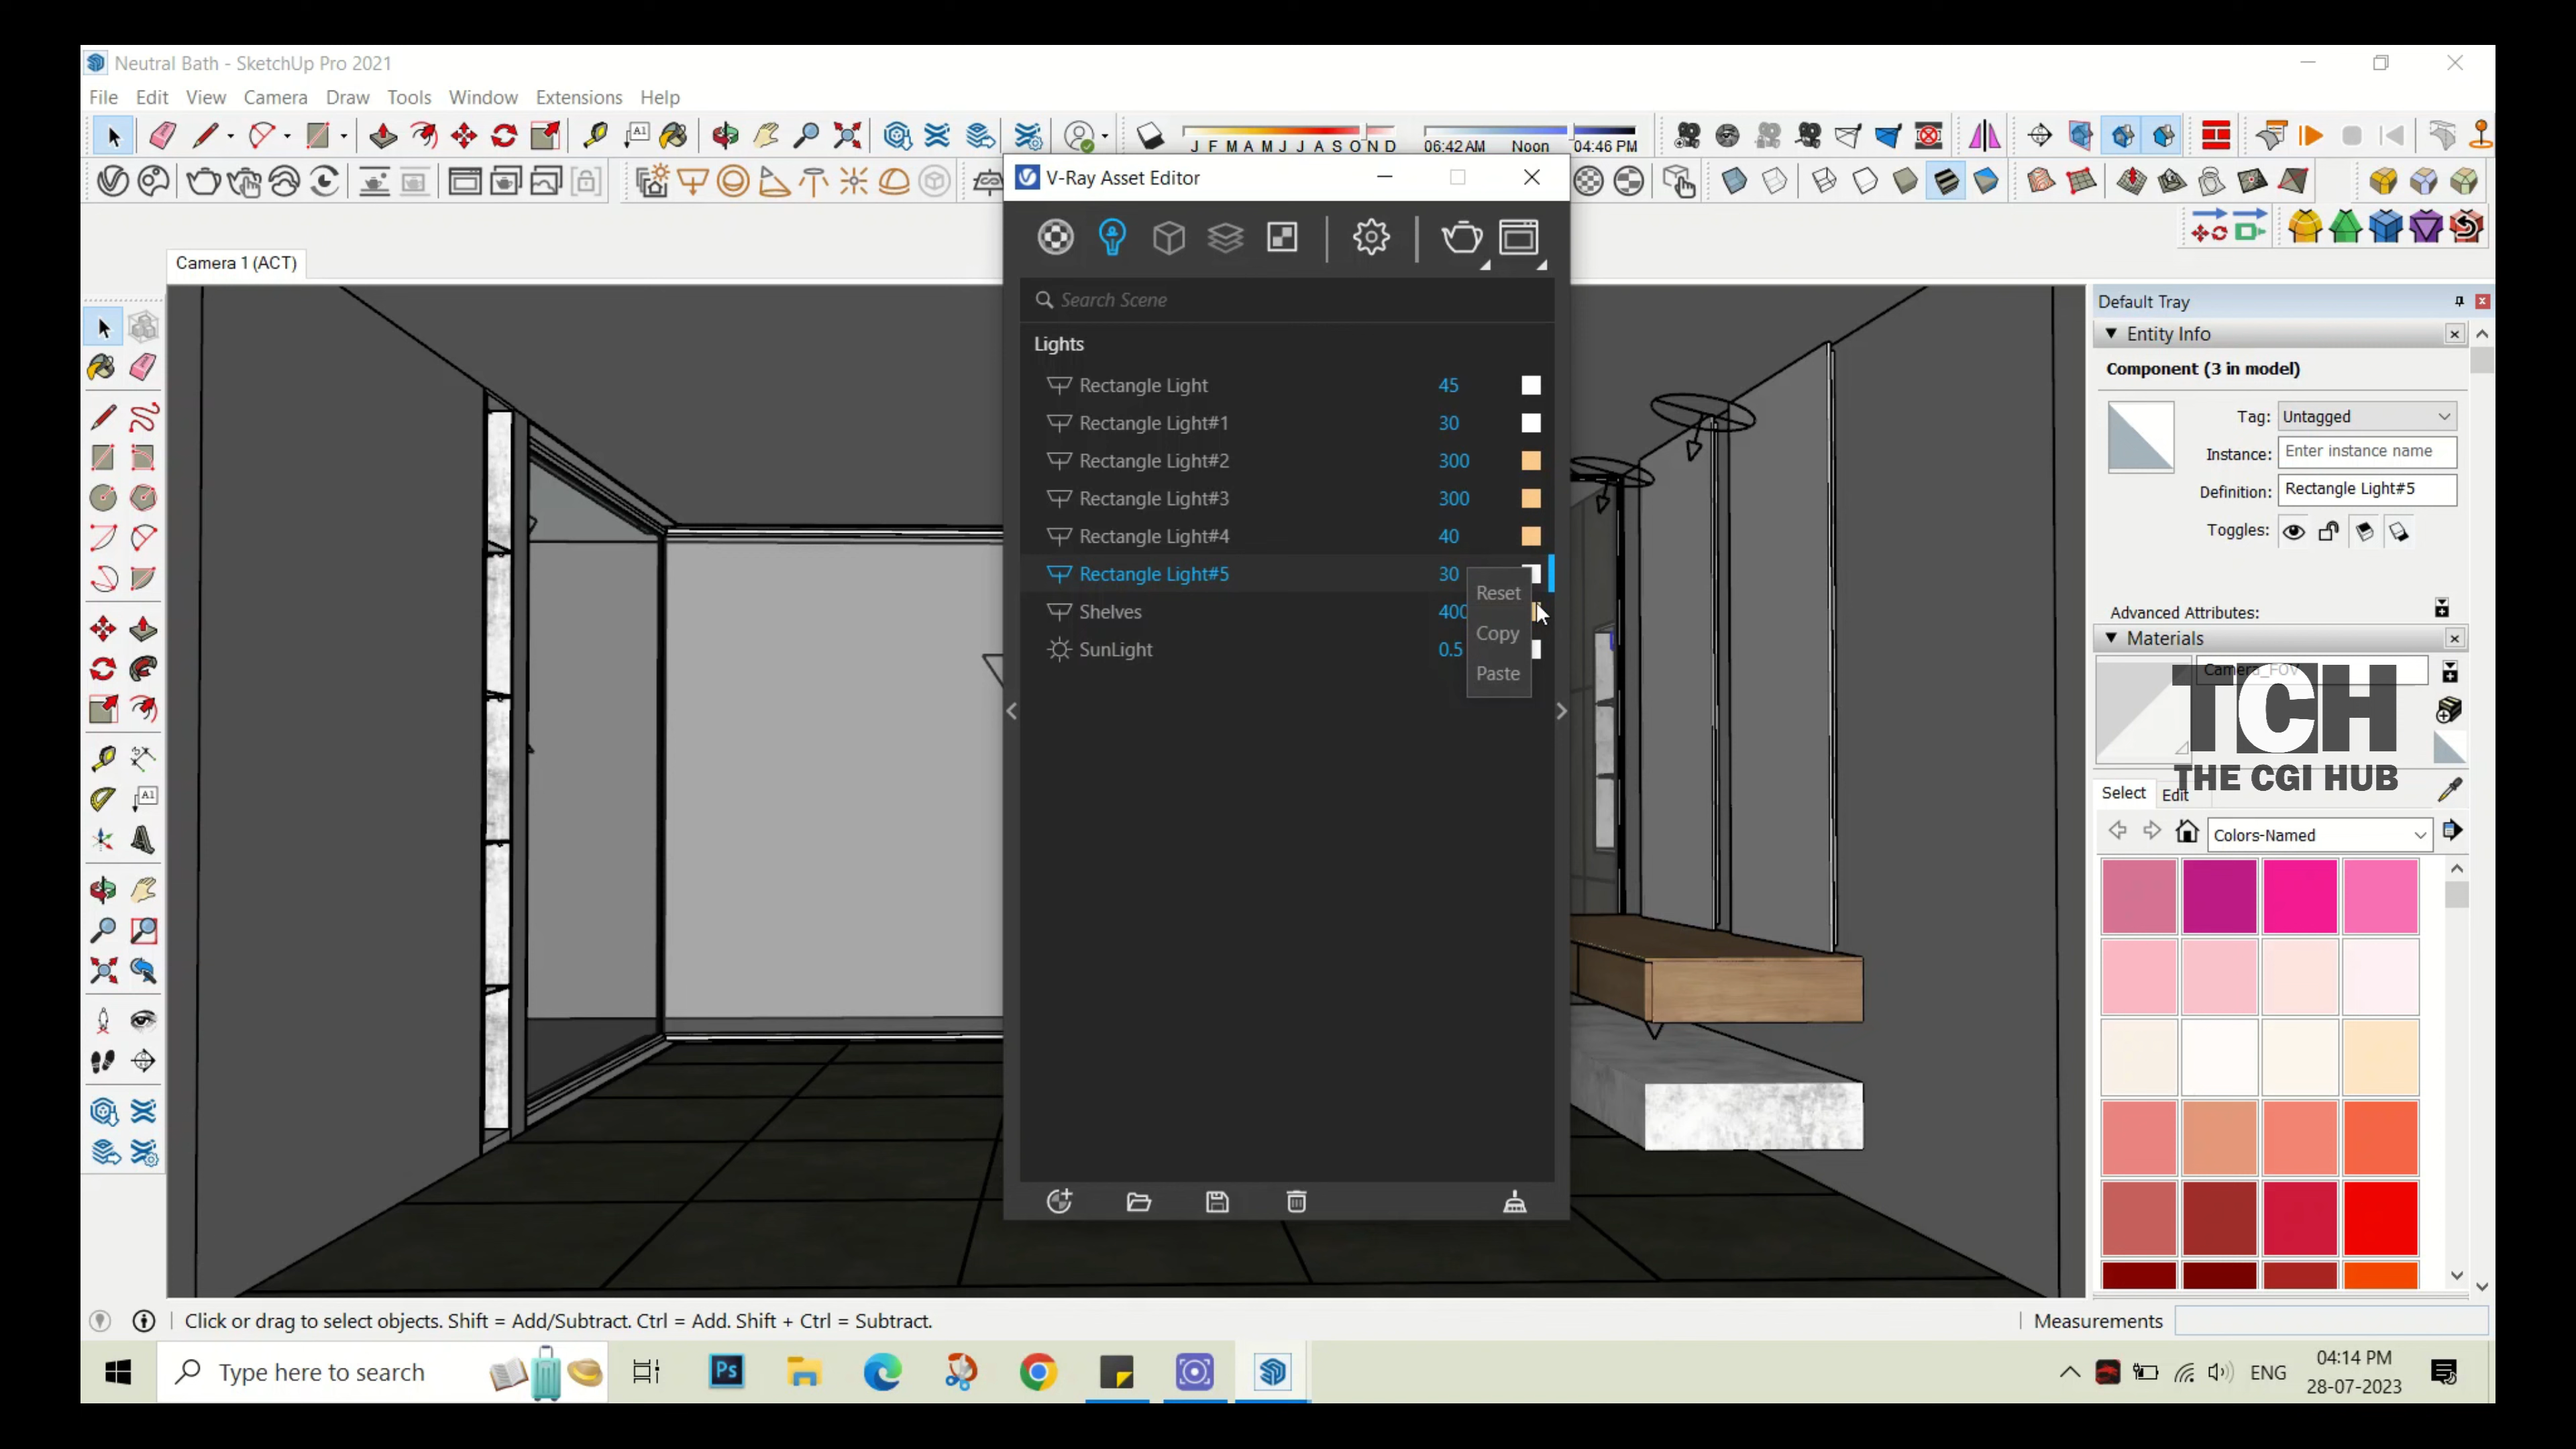 Neutral Bath - SketchUp Pro 2021
File Edit View Camera Draw Tools Window Extensions Help
J F M A M J J A S O N D
06:42 AM Noon 04:46 PM
V-Ray Asset Editor
Camera 1 (ACT)
Search Scene
Lights
Rectangle Light 45
Rectangle Light#1 30
Rectangle Light#2 300
Rectangle Light#3 300
Rectangle Light#4 40
Rectangle Light#5 30
Shelves 400
SunLight 0.5
Reset
Copy
Paste
Default Tray
Entity Info
Component (3 in model)
Tag: Untagged
Instance: Enter instance name
Definition: Rectangle Light#5
Toggles:
Advanced Attributes:
Materials
Camera_FOV
TCH
THE CGI HUB
Select Edit
Colors-Named
Click or drag to select objects. Shift = Add/Subtract. Ctrl = Add. Shift + Ctrl = Subtract.
Measurements
Type here to search
Ps
ENG
04:14 PM
28-07-2023